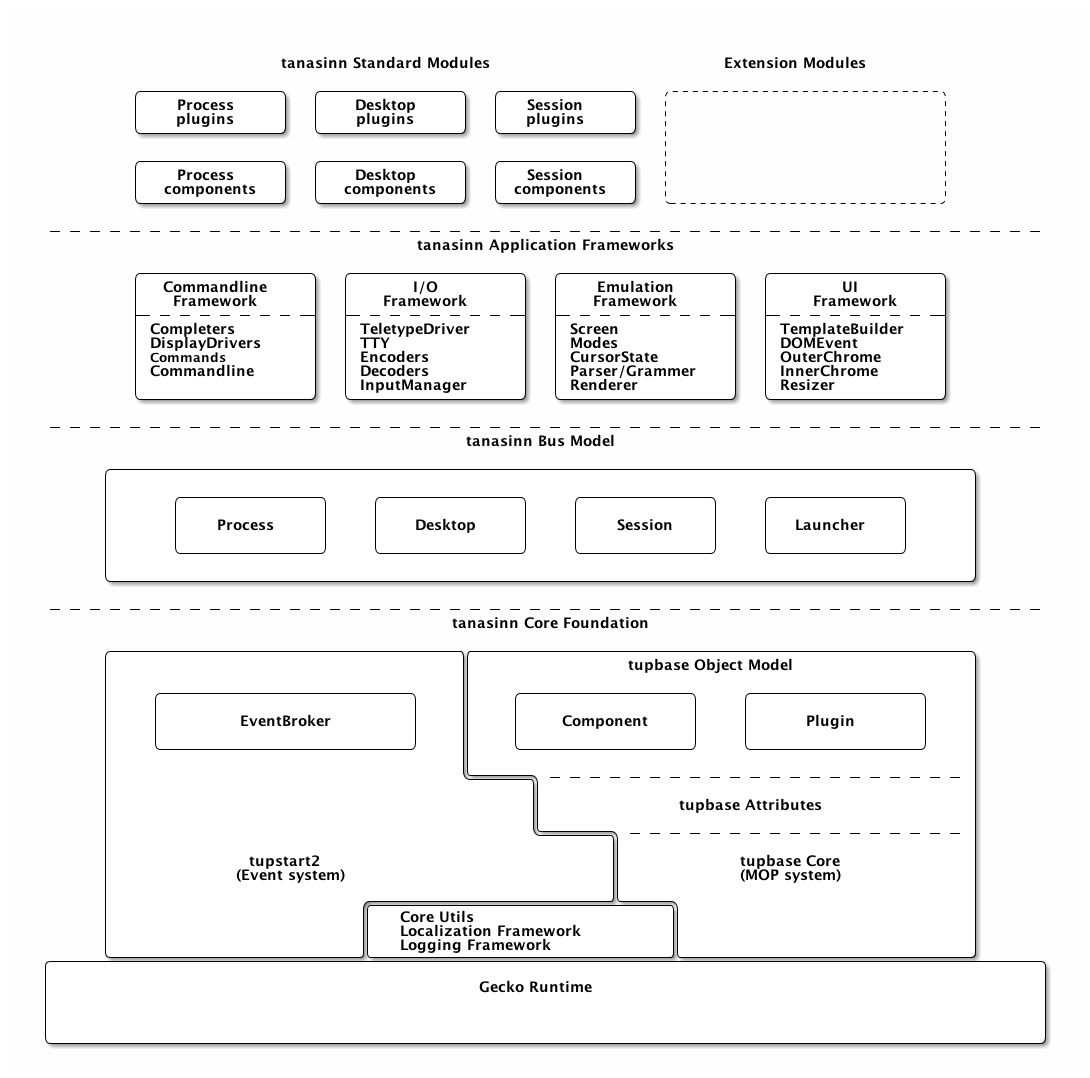 tanasinn Standard Modules
Extension Modules
Process
plugins
Desktop
plugins
Session
plugins
Process
components
Desktop
components
Session
components
tanasinn Application Frameworks
Commandline
Framework
Completers
DisplayDrivers
Commands
Commandline
I/O
Framework
TeletypeDriver
TTY
Encoders
Decoders
InputManager
Emulation
Framework
Screen
Modes
CursorState
Parser/Grammer
Renderer
UI
Framework
TemplateBuilder
DOMEvent
OuterChrome
InnerChrome
Resizer
tanasinn Bus Model
Process
Desktop
Session
Launcher
tanasinn Core Foundation
tupbase Object Model
EventBroker
Component
Plugin
tupbase Attributes
tupstart2
(Event system)
tupbase Core
(MOP system)
Core Utils
Localization Framework
Logging Framework
Gecko Runtime